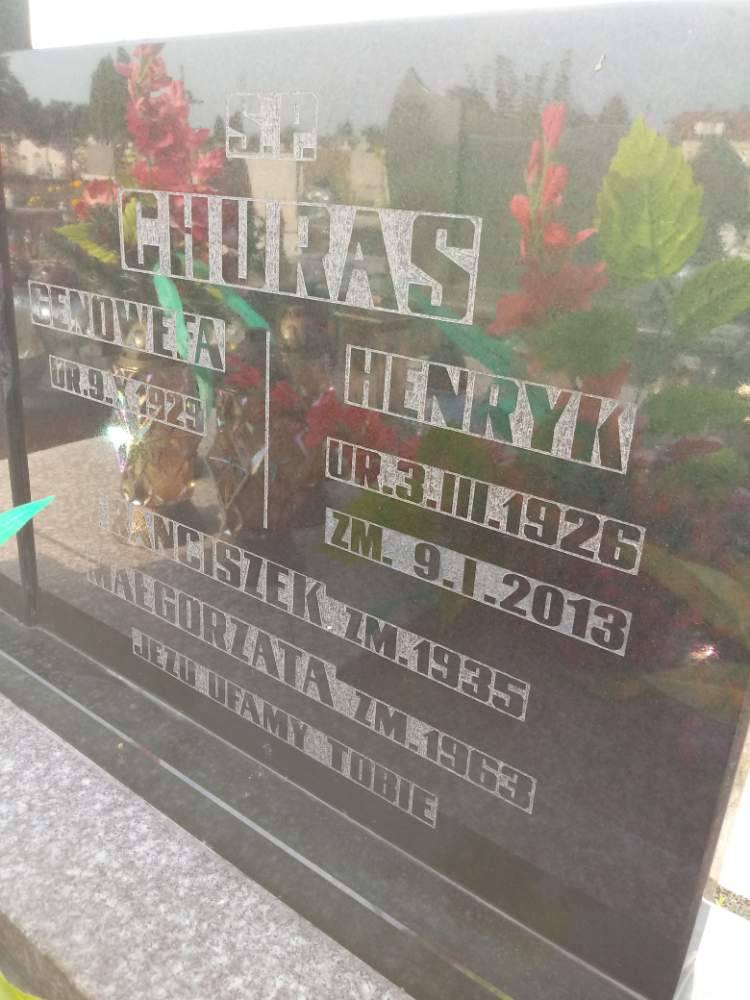 Ś.P.
CHURAS
GENOWEFA
UR.9.X.1929
HENRYK
UR.3.III.1926
ZM. 9.I.2013
FRANCISZEK ZM.1935
MAŁGORZATA ZM.1963
JEZU UFAMY TOBIE